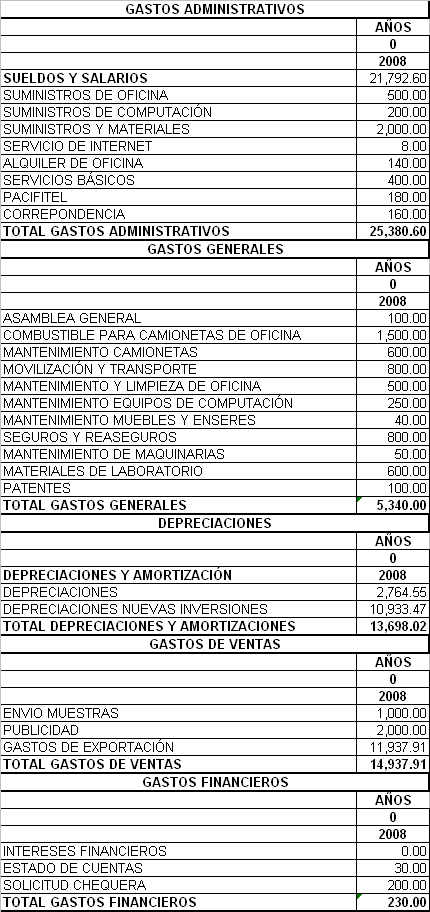 GASTOS ADMINISTRATIVOS
AÑOS
0
2008
SUELDOS Y SALARIOS 21,792.60
SUMINISTROS DE OFICINA 500.00
SUMINISTROS DE COMPUTACIÓN 200.00
SUMINISTROS Y MATERIALES 2,000.00
SERVICIO DE INTERNET 8.00
ALQUILER DE OFICINA 140.00
SERVICIOS BÁSICOS 400.00
PACIFITEL 180.00
CORREPONDENCIA 160.00
TOTAL GASTOS ADMINISTRATIVOS 25,380.60
GASTOS GENERALES
AÑOS
0
2008
ASAMBLEA GENERAL 100.00
COMBUSTIBLE PARA CAMIONETAS DE OFICINA 1,500.00
MANTENIMIENTO CAMIONETAS 600.00
MOVILIZACIÓN Y TRANSPORTE 800.00
MANTENIMIENTO Y LIMPIEZA DE OFICINA 500.00
MANTENIMIENTO EQUIPOS DE COMPUTACIÓN 250.00
MANTENIMIENTO MUEBLES Y ENSERES 40.00
SEGUROS Y REASEGUROS 800.00
MANTENIMIENTO DE MAQUINARIAS 50.00
MATERIALES DE LABORATORIO 600.00
PATENTES 100.00
TOTAL GASTOS GENERALES 5,340.00
DEPRECIACIONES
AÑOS
0
DEPRECIACIONES Y AMORTIZACIÓN 2008
DEPRECIACIONES 2,764.55
DEPRECIACIONES NUEVAS INVERSIONES 10,933.47
TOTAL DEPRECIACIONES Y AMORTIZACIONES 13,698.02
GASTOS DE VENTAS
AÑOS
0
2008
ENVIO MUESTRAS 1,000.00
PUBLICIDAD 2,000.00
GASTOS DE EXPORTACIÓN 11,937.91
TOTAL GASTOS DE VENTAS 14,937.91
GASTOS FINANCIEROS
AÑOS
0
2008
INTERESES FINANCIEROS 0.00
ESTADO DE CUENTAS 30.00
SOLICITUD CHEQUERA 200.00
TOTAL GASTOS FINANCIEROS 230.00